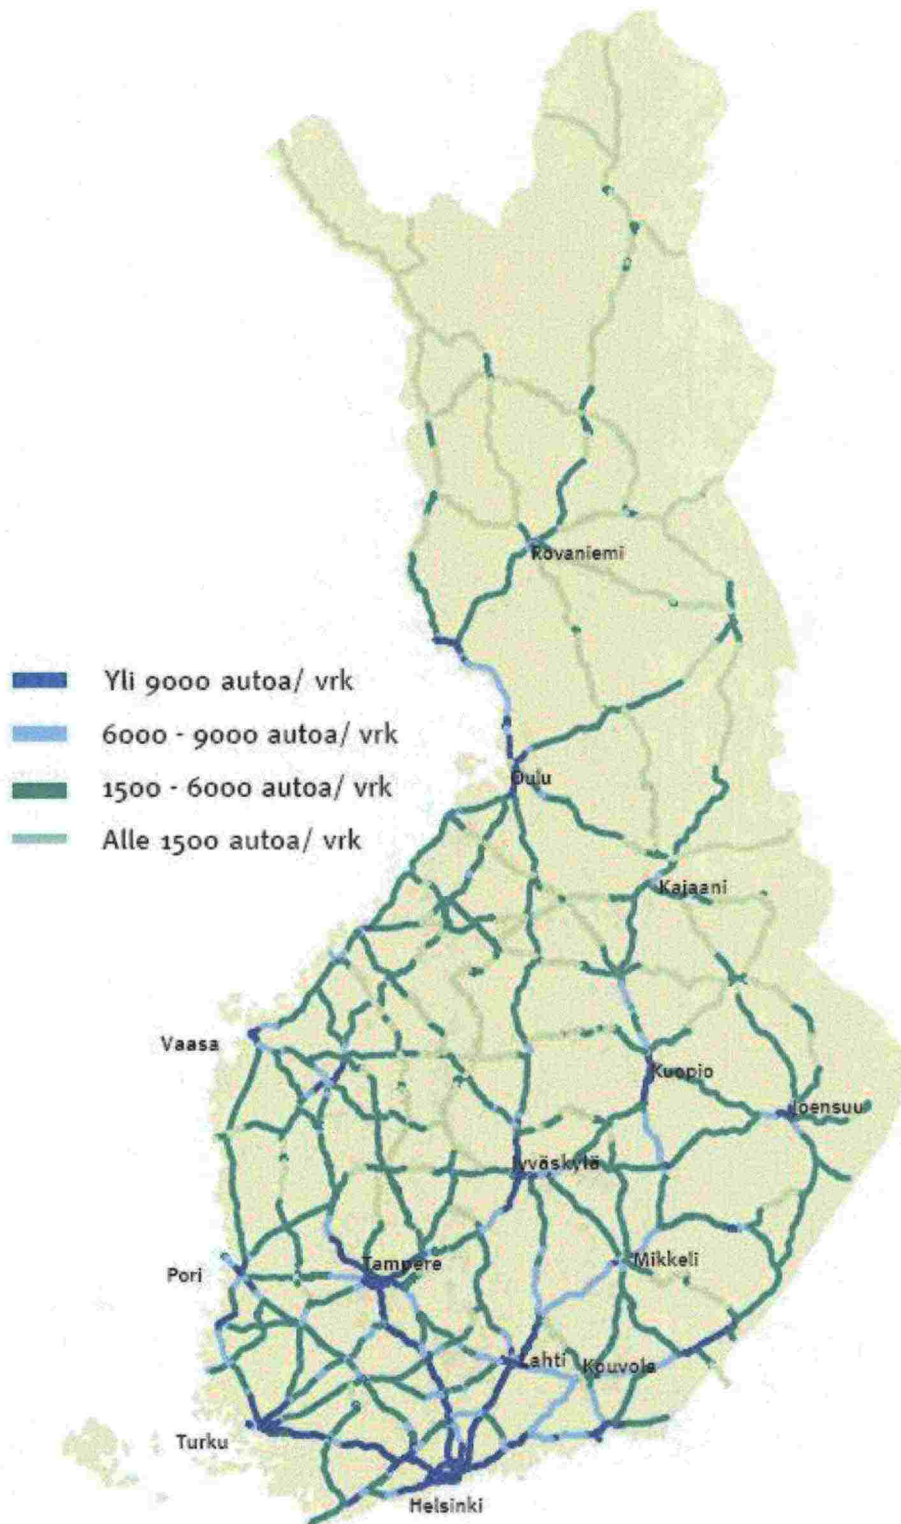 Rovaniemi
Yli 9000 autoa/ vrk
6000 - 9000 autoa/ vrk
1500 - 6000 autoa/ vrk
Alle 1500 autoa/ vrk
Oulu
Kajaani
Vaasa
Kuopio
Joensuu
Jyväskylä
Mikkeli
Tampere
Pori
Lahti
Kouvola
Turku
Helsinki